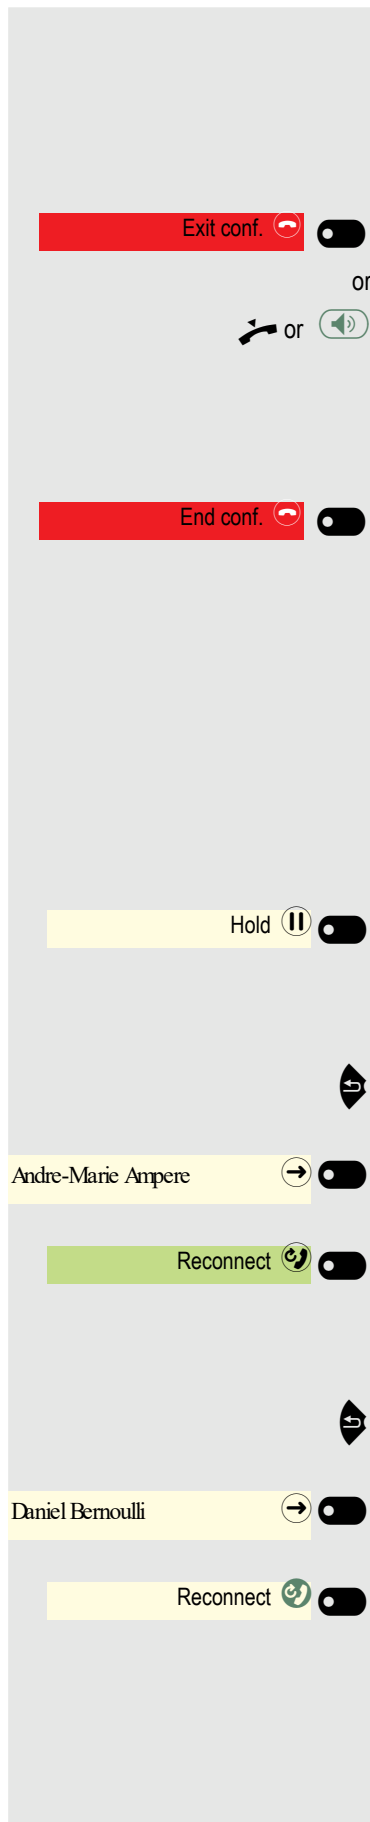 Exit conf.
or
or
End conf.
Hold
Andre-Marie Ampere
Reconnect
Daniel Bernoulli
Reconnect